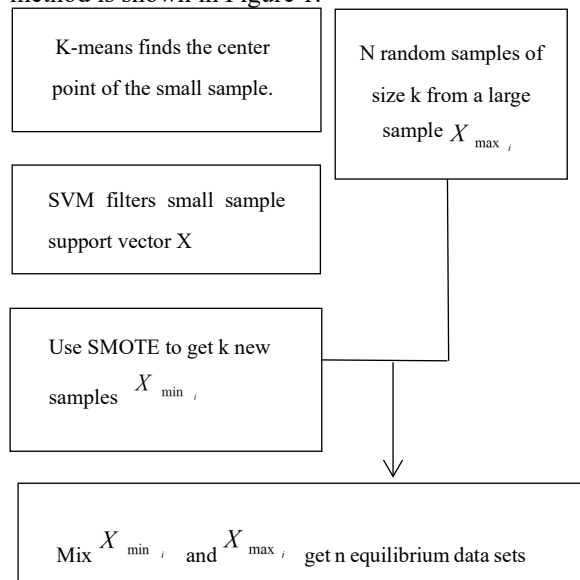 method is shown in Figure 1.
K-means finds the center
point of the small sample.
N random samples of
size k from a large
sample X max i
SVM filters small sample
support vector X
Use SMOTE to get k new
samples X min i
Mix X min i and X max i get n equilibrium data sets